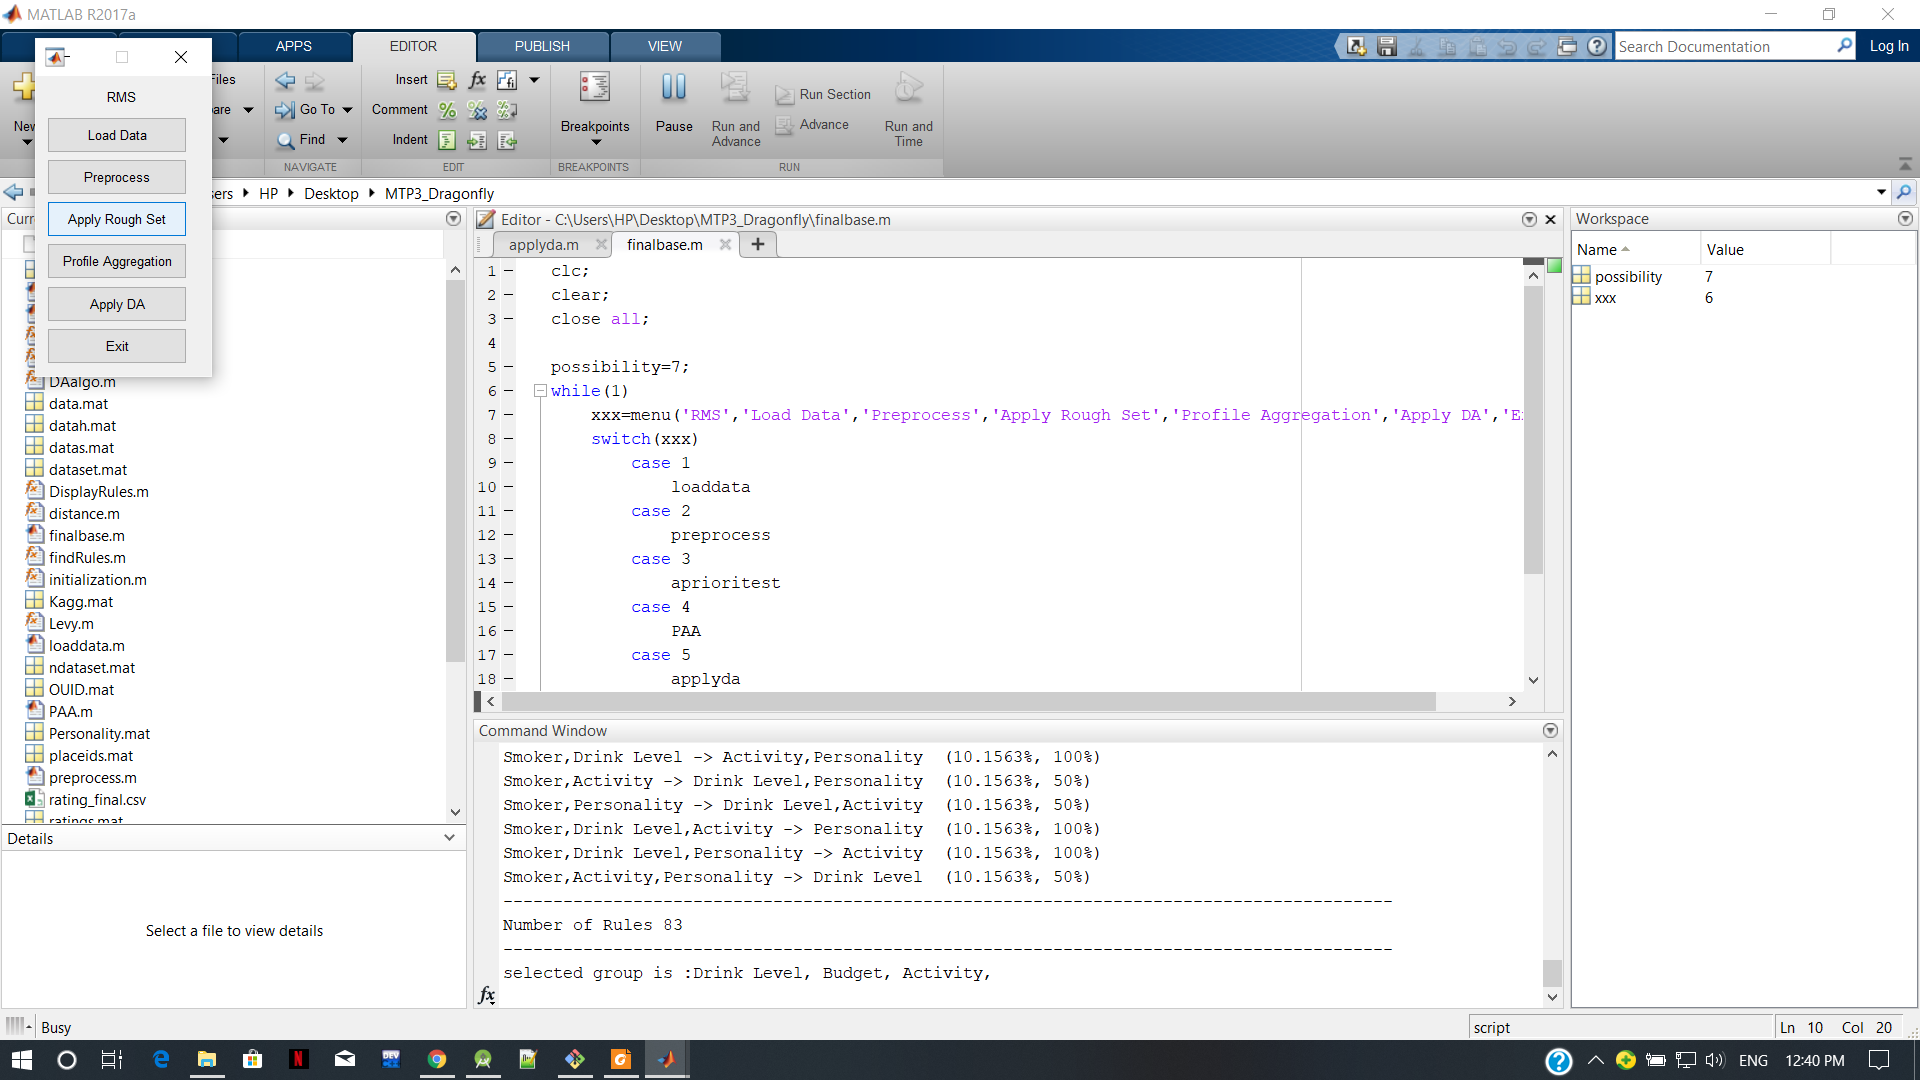 MATLAB R2017a
APPS
EDITOR
PUBLISH
VIEW
Search Documentation
Log In
RMS
Load Data
Preprocess
Apply Rough Set
Profile Aggregation
Apply DA
Exit
New
Files
are
Go To
Find
NAVIGATE
Insert
Comment
Indent
EDIT
Breakpoints
BREAKPOINTS
Pause
Run and Advance
Run Section
Advance
Run and Time
RUN
ers HP Desktop MTP3_Dragonfly
Curr
DAalgo.m
data.mat
datah.mat
datas.mat
dataset.mat
DisplayRules.m
distance.m
finalbase.m
findRules.m
initialization.m
Kagg.mat
Levy.m
loaddata.m
ndataset.mat
OUID.mat
PAA.m
Personality.mat
placeids.mat
preprocess.m
rating_final.csv
ratings.mat
Details
Select a file to view details
Editor - C:\Users\HP\Desktop\MTP3_Dragonfly\finalbase.m
applyda.m
finalbase.m
1 – clc;
2 – clear;
3 – close all;
4
5 – possibility=7;
6 – while(1)
7 – xxx=menu('RMS','Load Data','Preprocess','Apply Rough Set','Profile Aggregation','Apply DA','E
8 – switch(xxx)
9 – case 1
10 – loaddata
11 – case 2
12 – preprocess
13 – case 3
14 – aprioritest
15 – case 4
16 – PAA
17 – case 5
18 – applyda
Command Window
Smoker,Drink Level -> Activity,Personality (10.1563%, 100%)
Smoker,Activity -> Drink Level,Personality (10.1563%, 50%)
Smoker,Personality -> Drink Level,Activity (10.1563%, 50%)
Smoker,Drink Level,Activity -> Personality (10.1563%, 100%)
Smoker,Drink Level,Personality -> Activity (10.1563%, 100%)
Smoker,Activity,Personality -> Drink Level (10.1563%, 50%)
-----------------------------------------------------------------------------------------
Number of Rules 83
-----------------------------------------------------------------------------------------
selected group is :Drink Level, Budget, Activity,
fx
Workspace
Name Value
possibility 7
xxx 6
Busy
script
Ln 10 Col 20
DEV
ENG
12:40 PM